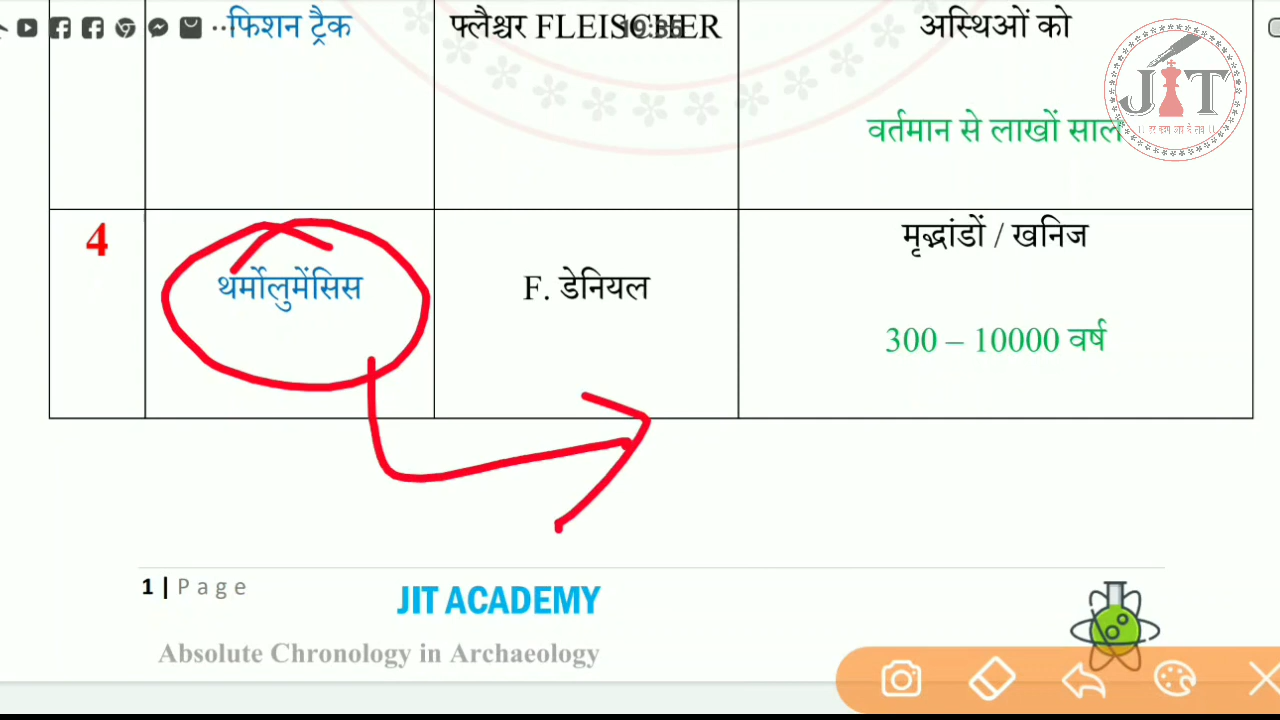 फिशन ट्रैक
फ्लैश्चर FLEISCHER
अस्थिओं को
वर्तमान से लाखों साल
JIT
4
थर्मोलुमेंसिस
F. डेनियल
मृद्भांडों / खनिज
300 – 10000 वर्ष
1 | Page
JIT ACADEMY
Absolute Chronology in Archaeology